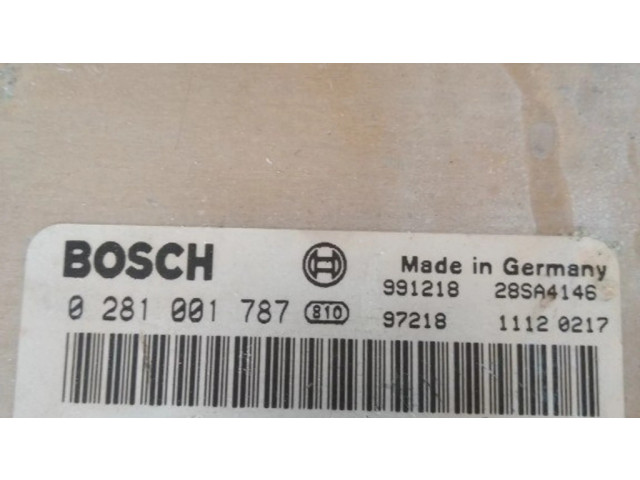 BOSCH Made in Germany
991218 28SA4146
0 281 001 787 810
97218 1112 0217